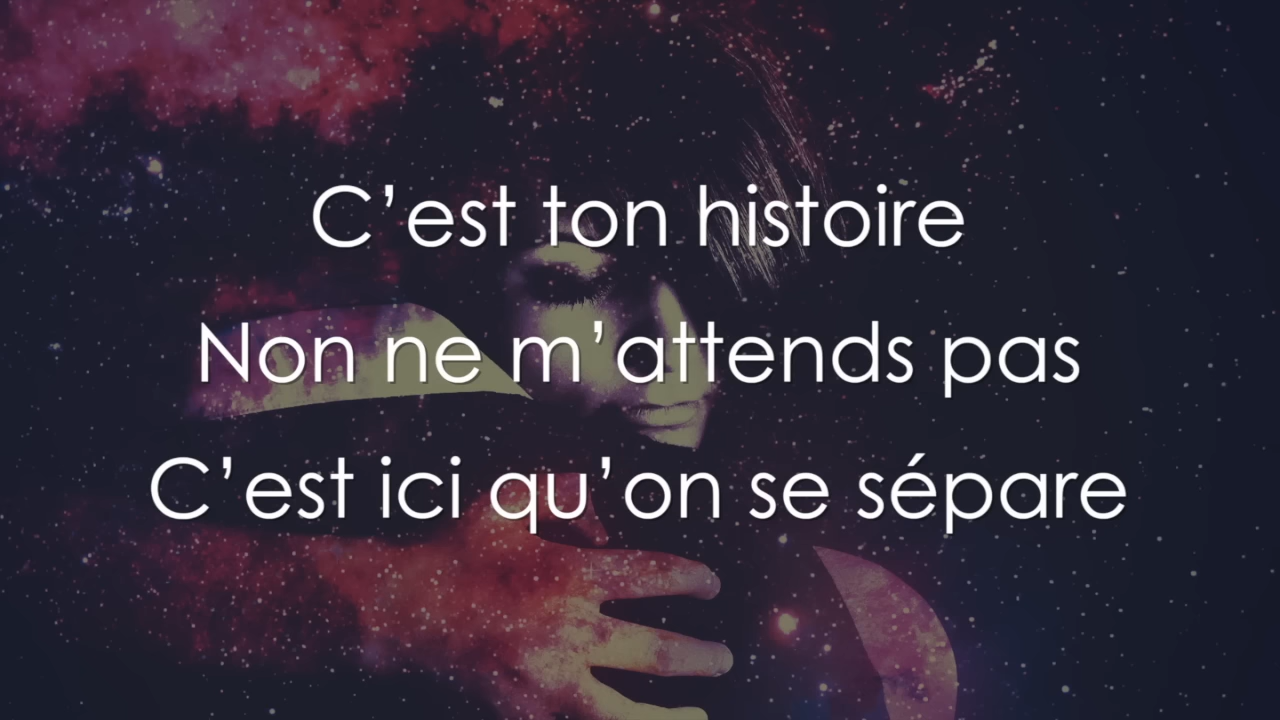 C’est ton histoire
Non ne m’attends pas
C’est ici qu’on se sépare